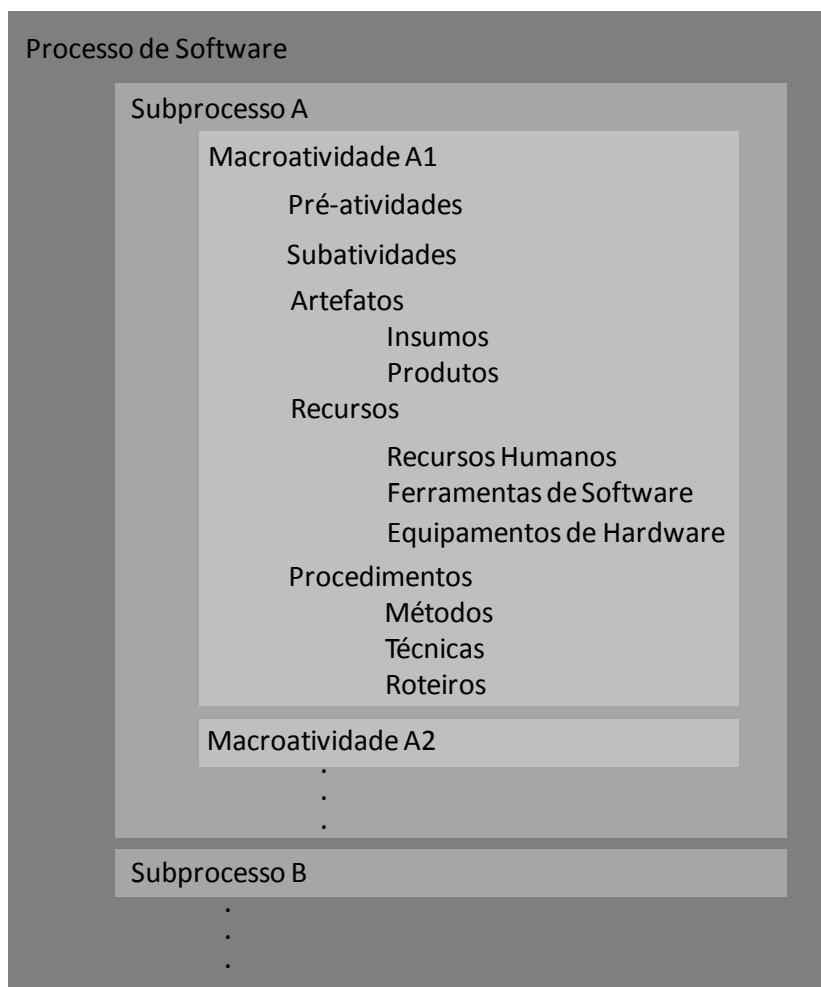 Processo de Software
Subprocesso A
Macroatividade A1
Pré-atividades
Subatividades
Artefatos
Insumos
Produtos
Recursos
Recursos Humanos
Ferramentas de Software
Equipamentos de Hardware
Procedimentos
Métodos
Técnicas
Roteiros
Macroatividade A2
.
.
.
Subprocesso B
.
.
.